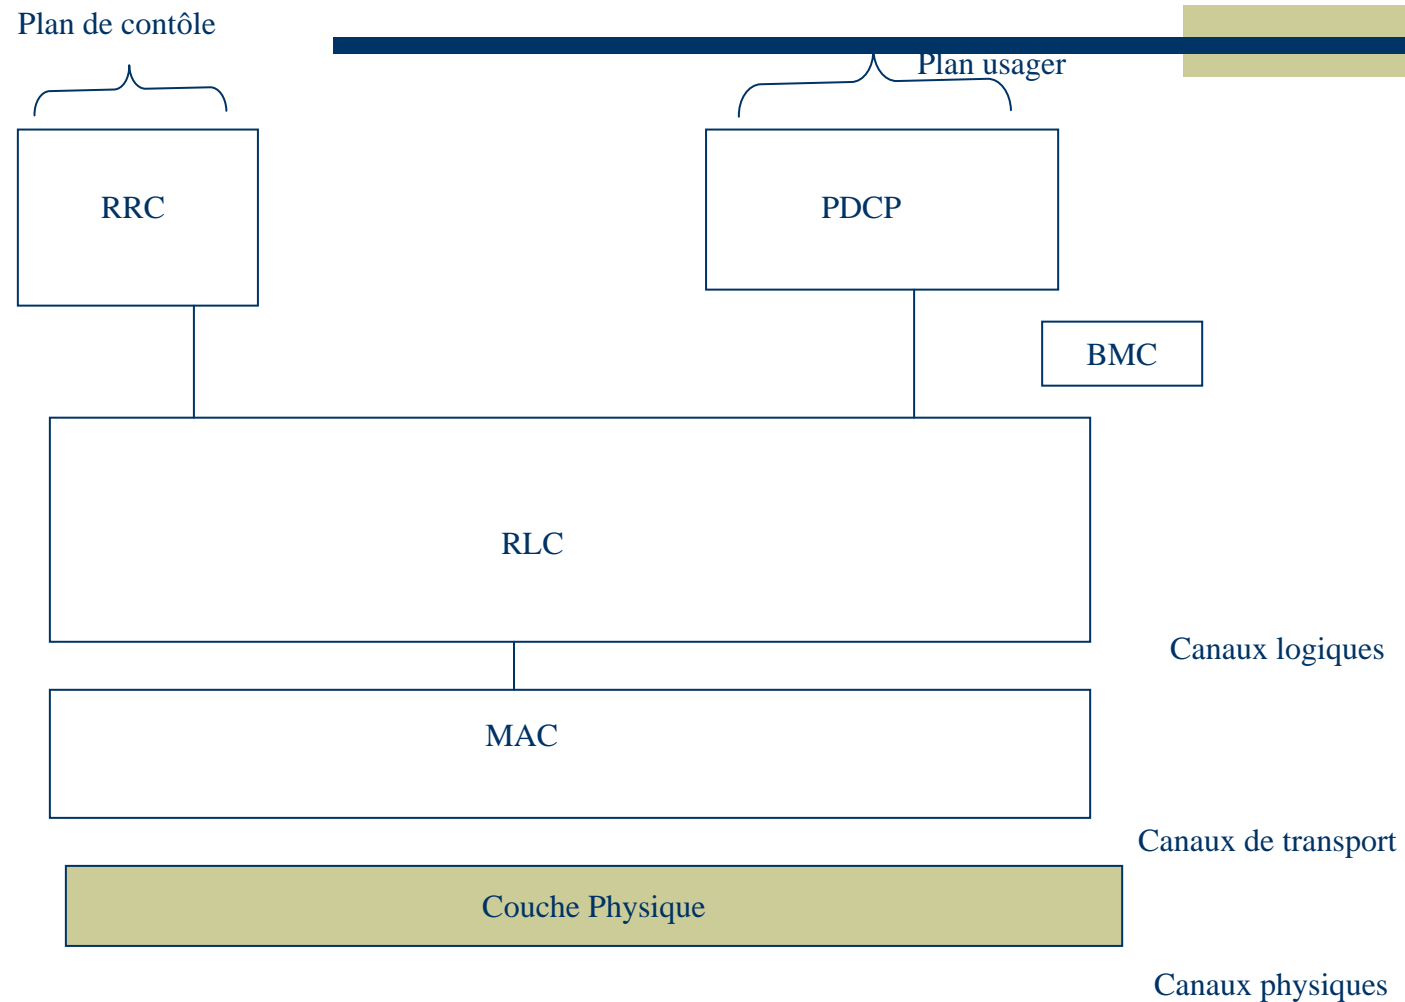 Plan de contôle
Plan usager
RRC
PDCP
BMC
RLC
Canaux logiques
MAC
Canaux de transport
Couche Physique
Canaux physiques